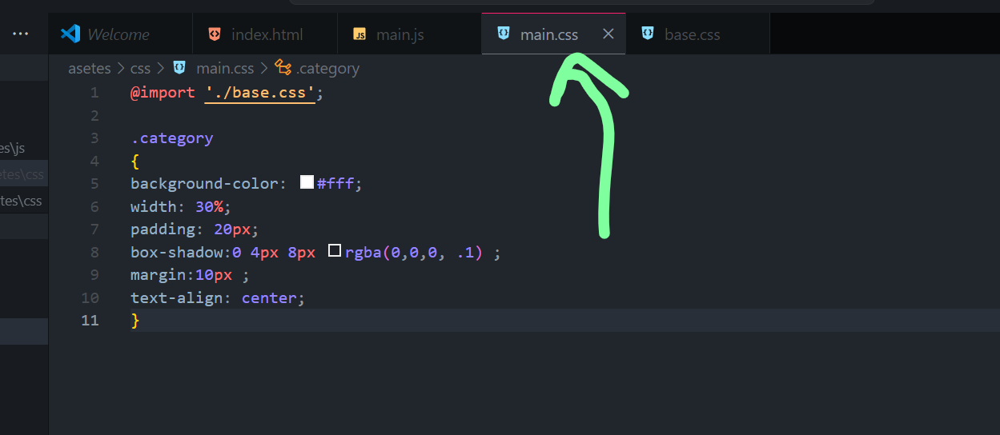 ... Welcome index.html main.js main.css base.css
asetes > css > main.css > .category
1 @import './base.css';
2
3 .category
es\js
4 {
etes\css
5 background-color: #fff;
tes\css
6 width: 30%;
7 padding: 20px;
8 box-shadow:0 4px 8px rgba(0,0,0, .1) ;
9 margin:10px ;
10 text-align: center;
11 }